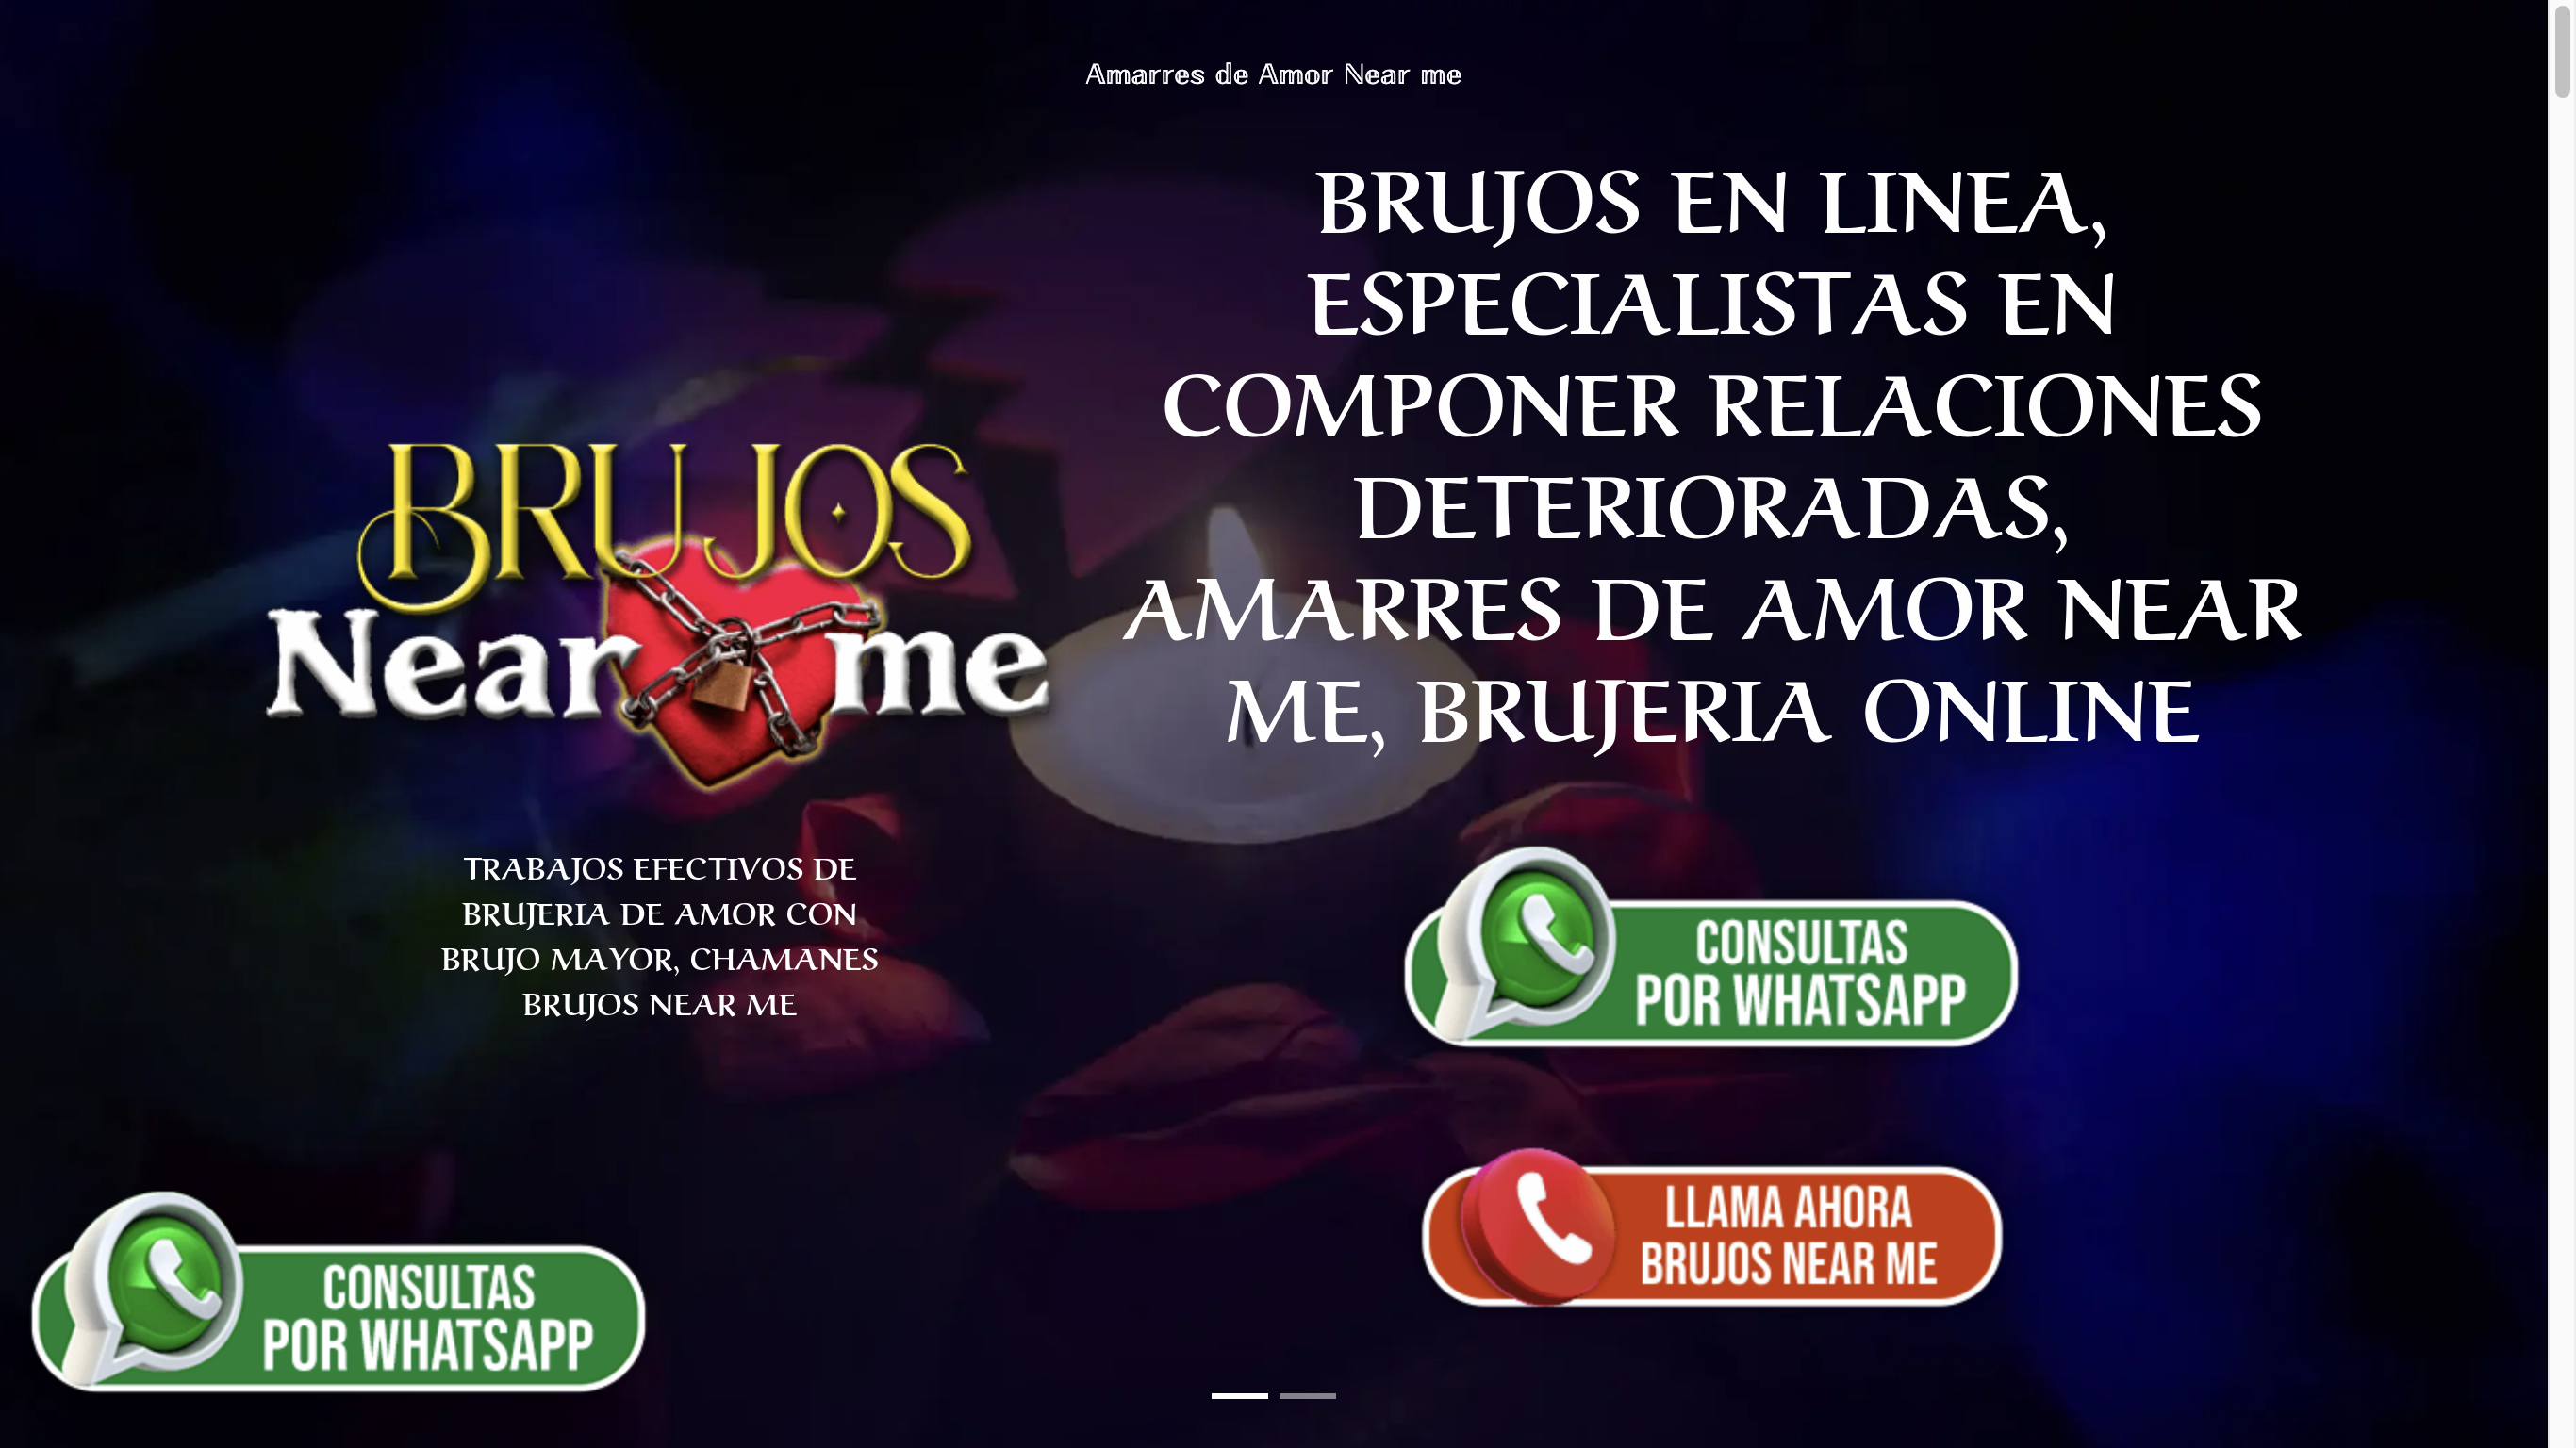 Amarres de Amor Near me
BRUJOS
Near me
TRABAJOS EFECTIVOS DE
BRUJERIA DE AMOR CON
BRUJO MAYOR, CHAMANES
BRUJOS NEAR ME
BRUJOS EN LINEA,
ESPECIALISTAS EN
COMPONER RELACIONES
DETERIORADAS,
AMARRES DE AMOR NEAR
ME, BRUJERIA ONLINE
CONSULTAS
POR WHATSAPP
LLAMA AHORA
BRUJOS NEAR ME
CONSULTAS
POR WHATSAPP